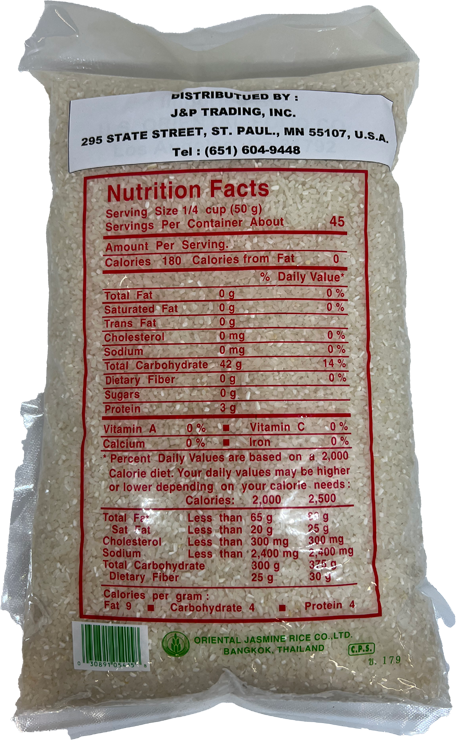 DISTRIBUTUED BY :
J&P TRADING, INC.
295 STATE STREET, ST. PAUL., MN 55107, U.S.A.
Tel : (651) 604-9448
Nutrition Facts
Serving Size 1/4 cup (50 g)
Servings Per Container About 45
Amount Per Serving.
Calories 180 Calories from Fat 0
% Daily Value*
Total Fat 0 g 0 %
Saturated Fat 0 g 0 %
Trans Fat 0 g
Cholesterol 0 mg 0 %
Sodium 0 mg 0 %
Total Carbohydrate 42 g 14 %
Dietary Fiber 0 g 0 %
Sugars 0 g
Protein 3 g
Vitamin A 0 % ■ Vitamin C 0 %
Calcium 0 % ■ Iron 0 %
* Percent Daily Values are based on a 2,000
Calorie diet. Your daily values may be higher
or lower depending on your calorie needs :
Calories: 2,000 2,500
Total Fat Less than 65 g
Sat Fat Less than 20 g 25 g
Cholesterol Less than 300 mg 300 mg
Sodium Less than 2,400 mg 2,400 mg
Total Carbohydrate 300 g 375 g
Dietary Fiber 25 g 30 g
Calories per gram :
Fat 9 ■ Carbohydrate 4 ■ Protein 4
ORIENTAL JASMINE RICE CO.,LTD.
BANGKOK, THAILAND
C.P.S.
179